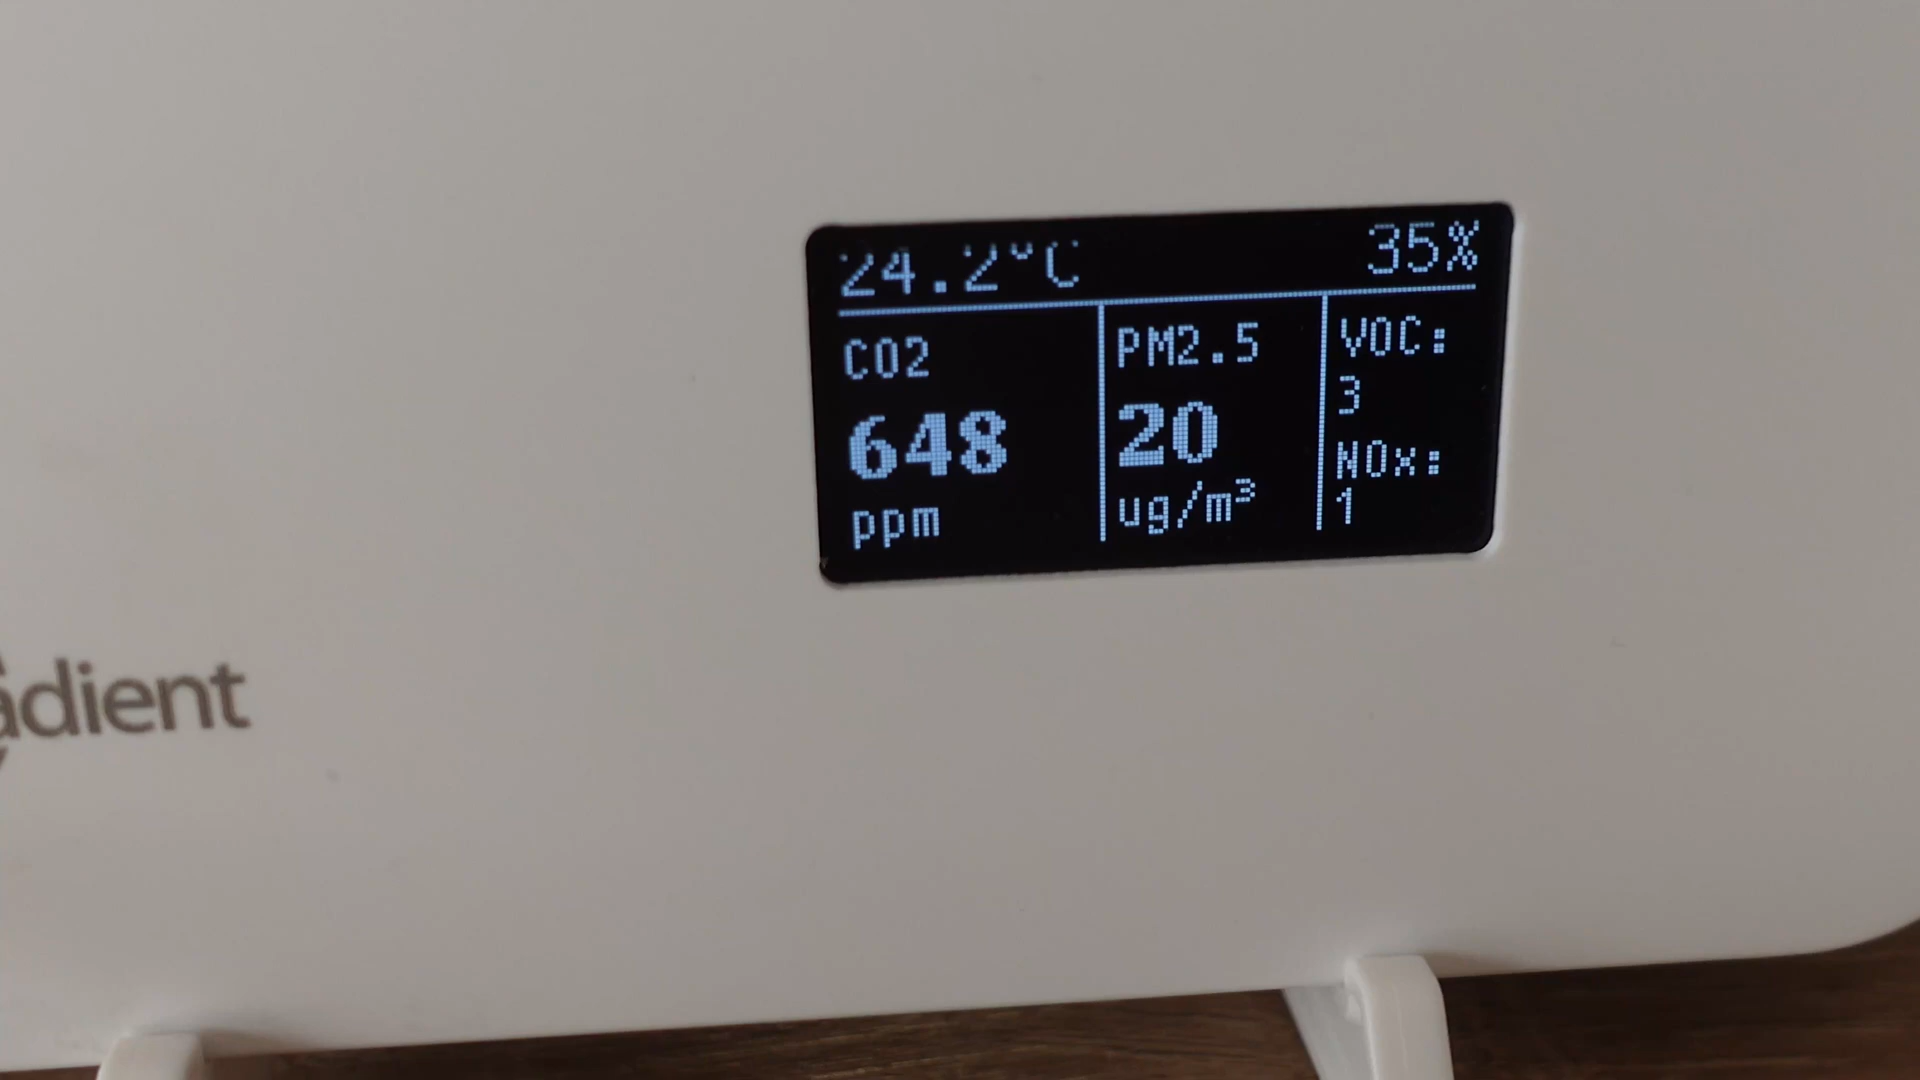 24.2°C 35%
CO2
648
ppm
PM2.5
20
ug/m³
VOC:
3
NOx:
1
adient